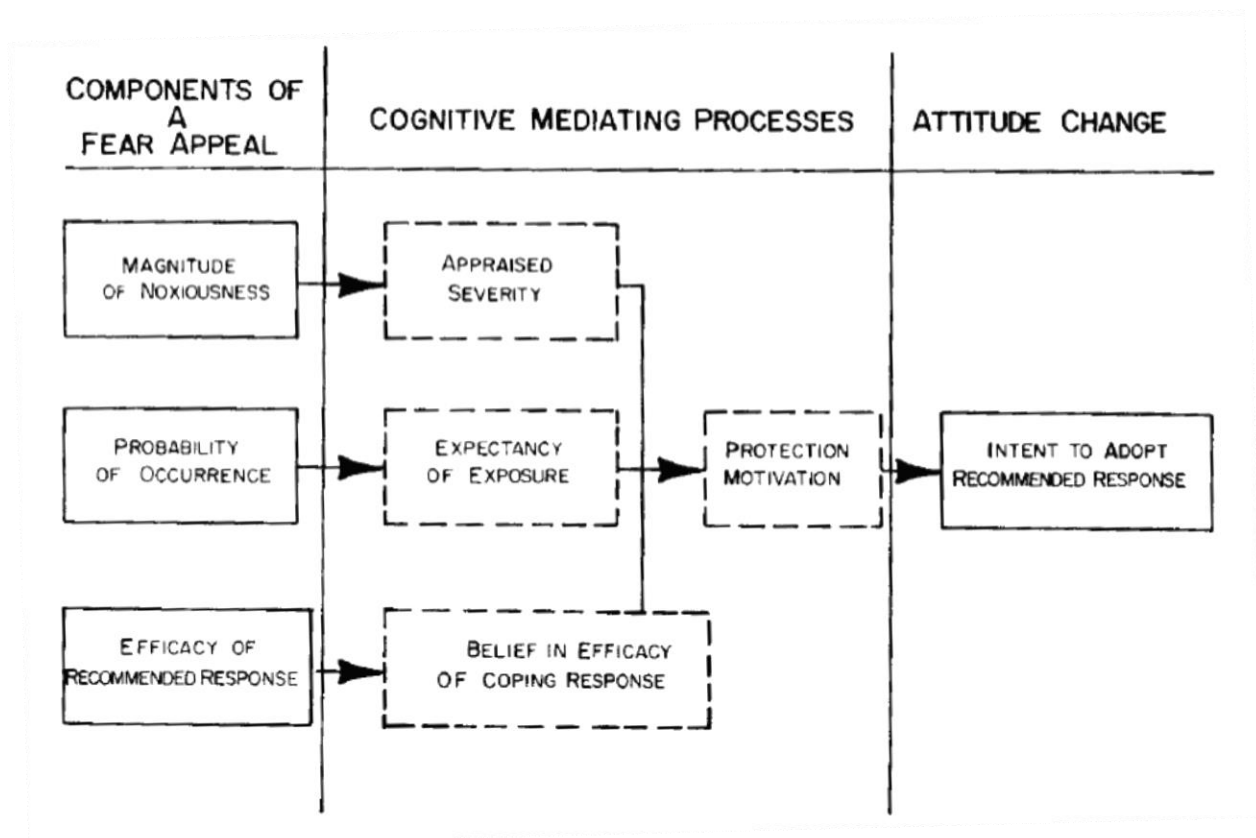 COMPONENTS OF
A
FEAR APPEAL
COGNITIVE MEDIATING PROCESSES
ATTITUDE CHANGE
MAGNITUDE
OF NOXIOUSNESS
APPRAISED
SEVERITY
PROBABILITY
OF OCCURRENCE
EXPECTANCY
OF EXPOSURE
PROTECTION
MOTIVATION
INTENT TO ADOPT
RECOMMENDED RESPONSE
EFFICACY OF
RECOMMENDED RESPONSE
BELIEF IN EFFICACY
OF COPING RESPONSE